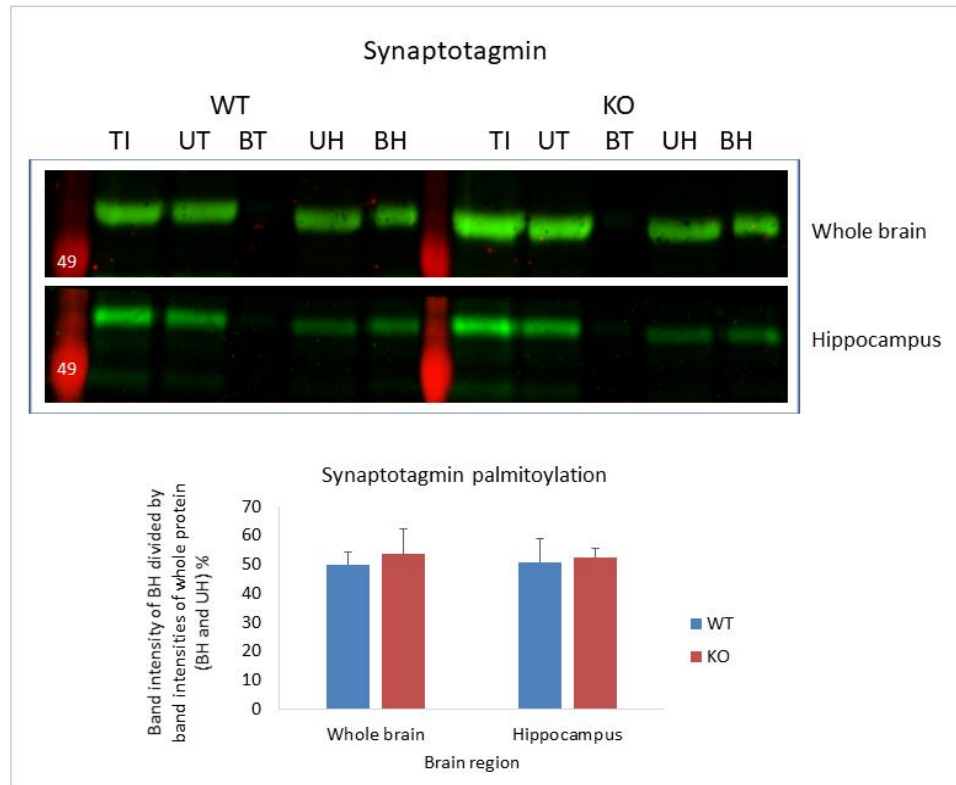 Synaptotagmin
WT KO
TI UT BT UH BH TI UT BT UH BH
Whole brain
49
Hippocampus
49
Synaptotagmin palmitoylation
Band intensity of BH divided by
band intensities of whole protein
(BH and UH) %
70
60
50
40
30
20
10
0
WT
KO
Whole brain Hippocampus
Brain region